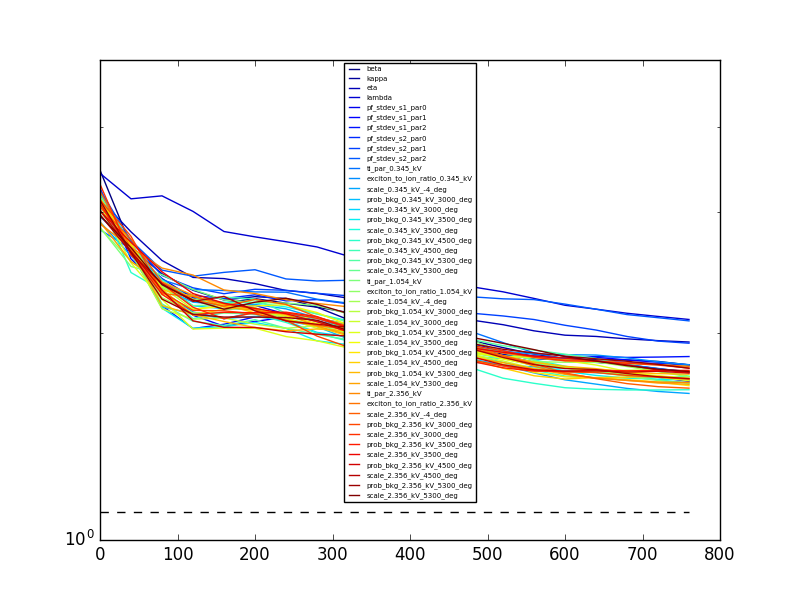 beta
kappa
eta
lambda
pf_stdev_s1_par0
pf_stdev_s1_par1
pf_stdev_s1_par2
pf_stdev_s2_par0
pf_stdev_s2_par1
pf_stdev_s2_par2
ti_par_0.345_kV
exciton_to_ion_ratio_0.345_kV
scale_0.345_kV_-4_deg
prob_bkg_0.345_kV_3000_deg
scale_0.345_kV_3000_deg
prob_bkg_0.345_kV_3500_deg
scale_0.345_kV_3500_deg
prob_bkg_0.345_kV_4500_deg
scale_0.345_kV_4500_deg
prob_bkg_0.345_kV_5300_deg
scale_0.345_kV_5300_deg
ti_par_1.054_kV
exciton_to_ion_ratio_1.054_kV
scale_1.054_kV_-4_deg
prob_bkg_1.054_kV_3000_deg
scale_1.054_kV_3000_deg
prob_bkg_1.054_kV_3500_deg
scale_1.054_kV_3500_deg
prob_bkg_1.054_kV_4500_deg
scale_1.054_kV_4500_deg
prob_bkg_1.054_kV_5300_deg
scale_1.054_kV_5300_deg
ti_par_2.356_kV
exciton_to_ion_ratio_2.356_kV
scale_2.356_kV_-4_deg
prob_bkg_2.356_kV_3000_deg
scale_2.356_kV_3000_deg
prob_bkg_2.356_kV_3500_deg
scale_2.356_kV_3500_deg
prob_bkg_2.356_kV_4500_deg
scale_2.356_kV_4500_deg
prob_bkg_2.356_kV_5300_deg
scale_2.356_kV_5300_deg
10^0
0 100 200 300 400 500 600 700 800